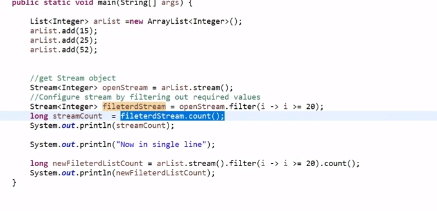 public static void main(String[] args) {
List<Integer> arList =new ArrayList<Integer>();
arList.add(15);
arList.add(25);
arList.add(52);
//get Stream object
Stream<Integer> openStream = arList.stream();
//Configure stream by filtering out required values
Stream<Integer> fileterdStream = openStream.filter(i -> i >= 20);
long streamCount = fileterdStream.count();
System.out.println(streamCount);
System.out.println("Now in single line");
long newFileterdListCount = arList.stream().filter(i -> i >= 20).count();
System.out.println(newFileterdListCount);
}